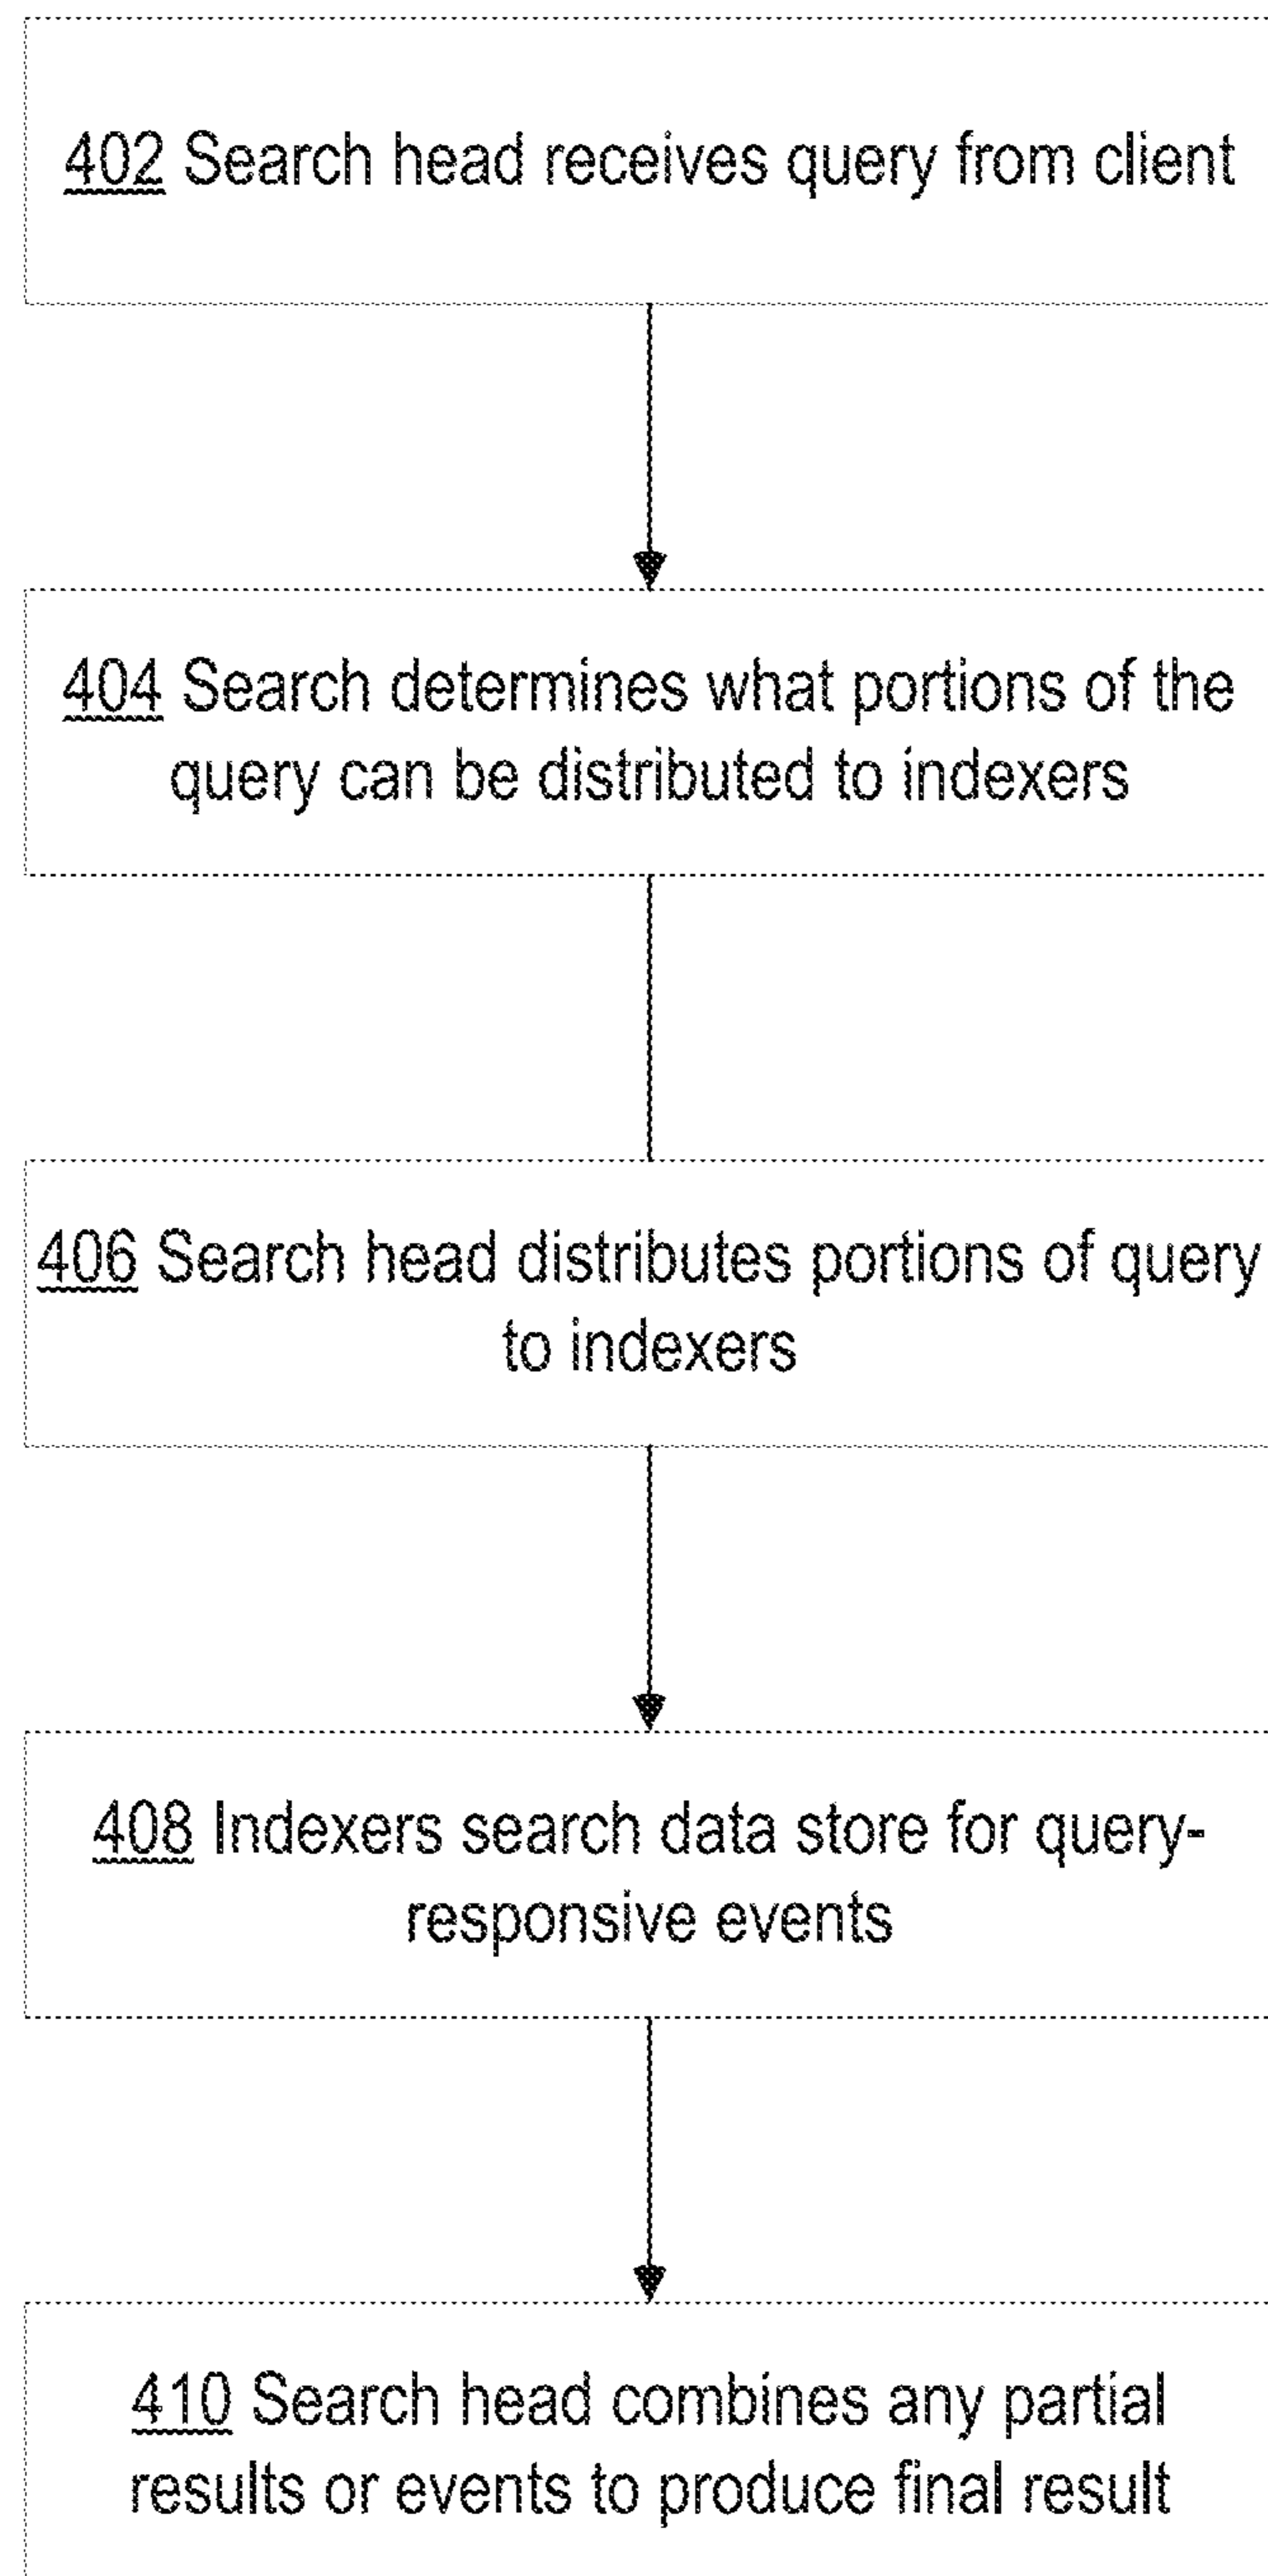 402 Search head receives query from client
404 Search determines what portions of the
query can be distributed to indexers
406 Search head distributes portions of query
to indexers
408 Indexers search data store for query-
responsive events
410 Search head combines any partial
results or events to produce final result